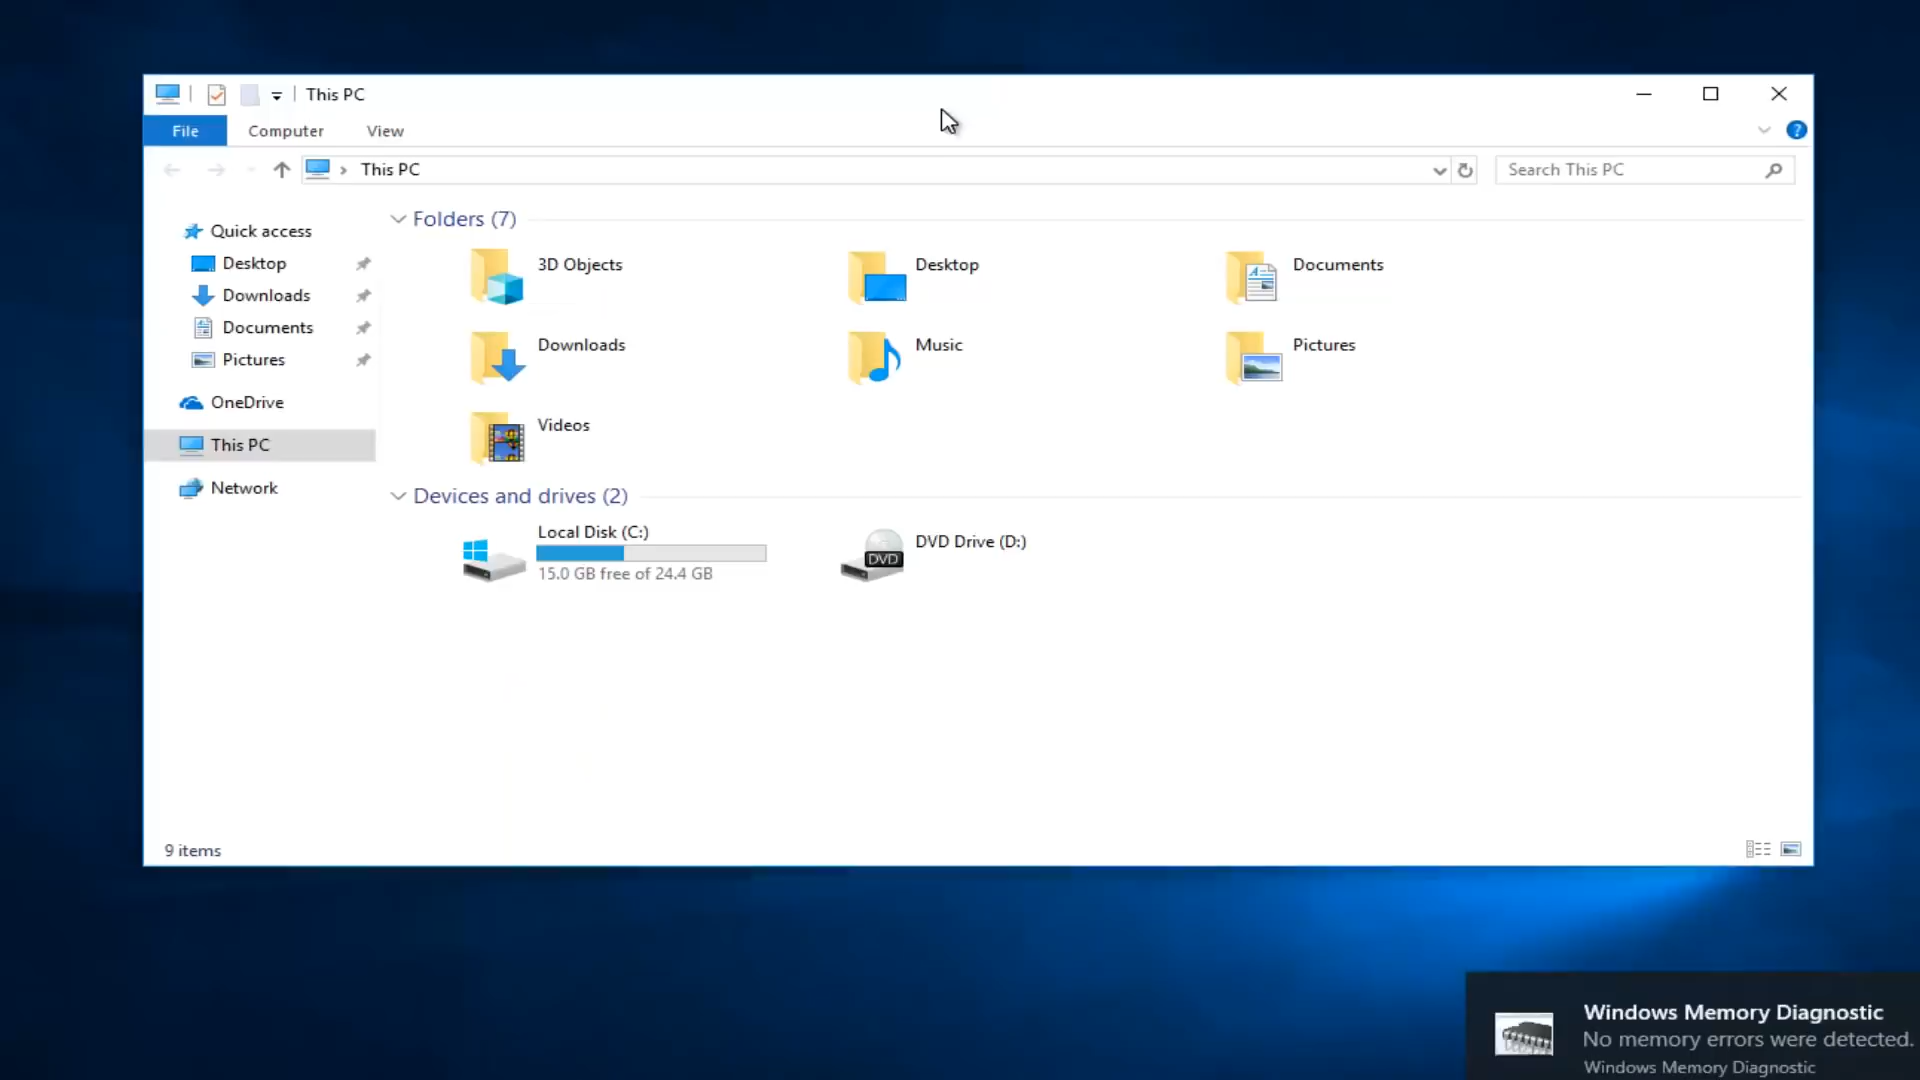 This PC
File Computer View
This PC
Search This PC
Quick access
Desktop
Downloads
Documents
Pictures
OneDrive
This PC
Network
Folders (7)
3D Objects
Desktop
Documents
Downloads
Music
Pictures
Videos
Devices and drives (2)
Local Disk (C:)
15.0 GB free of 24.4 GB
DVD
DVD Drive (D:)
9 items
Windows Memory Diagnostic
No memory errors were detected.
Windows Memory Diagnostic